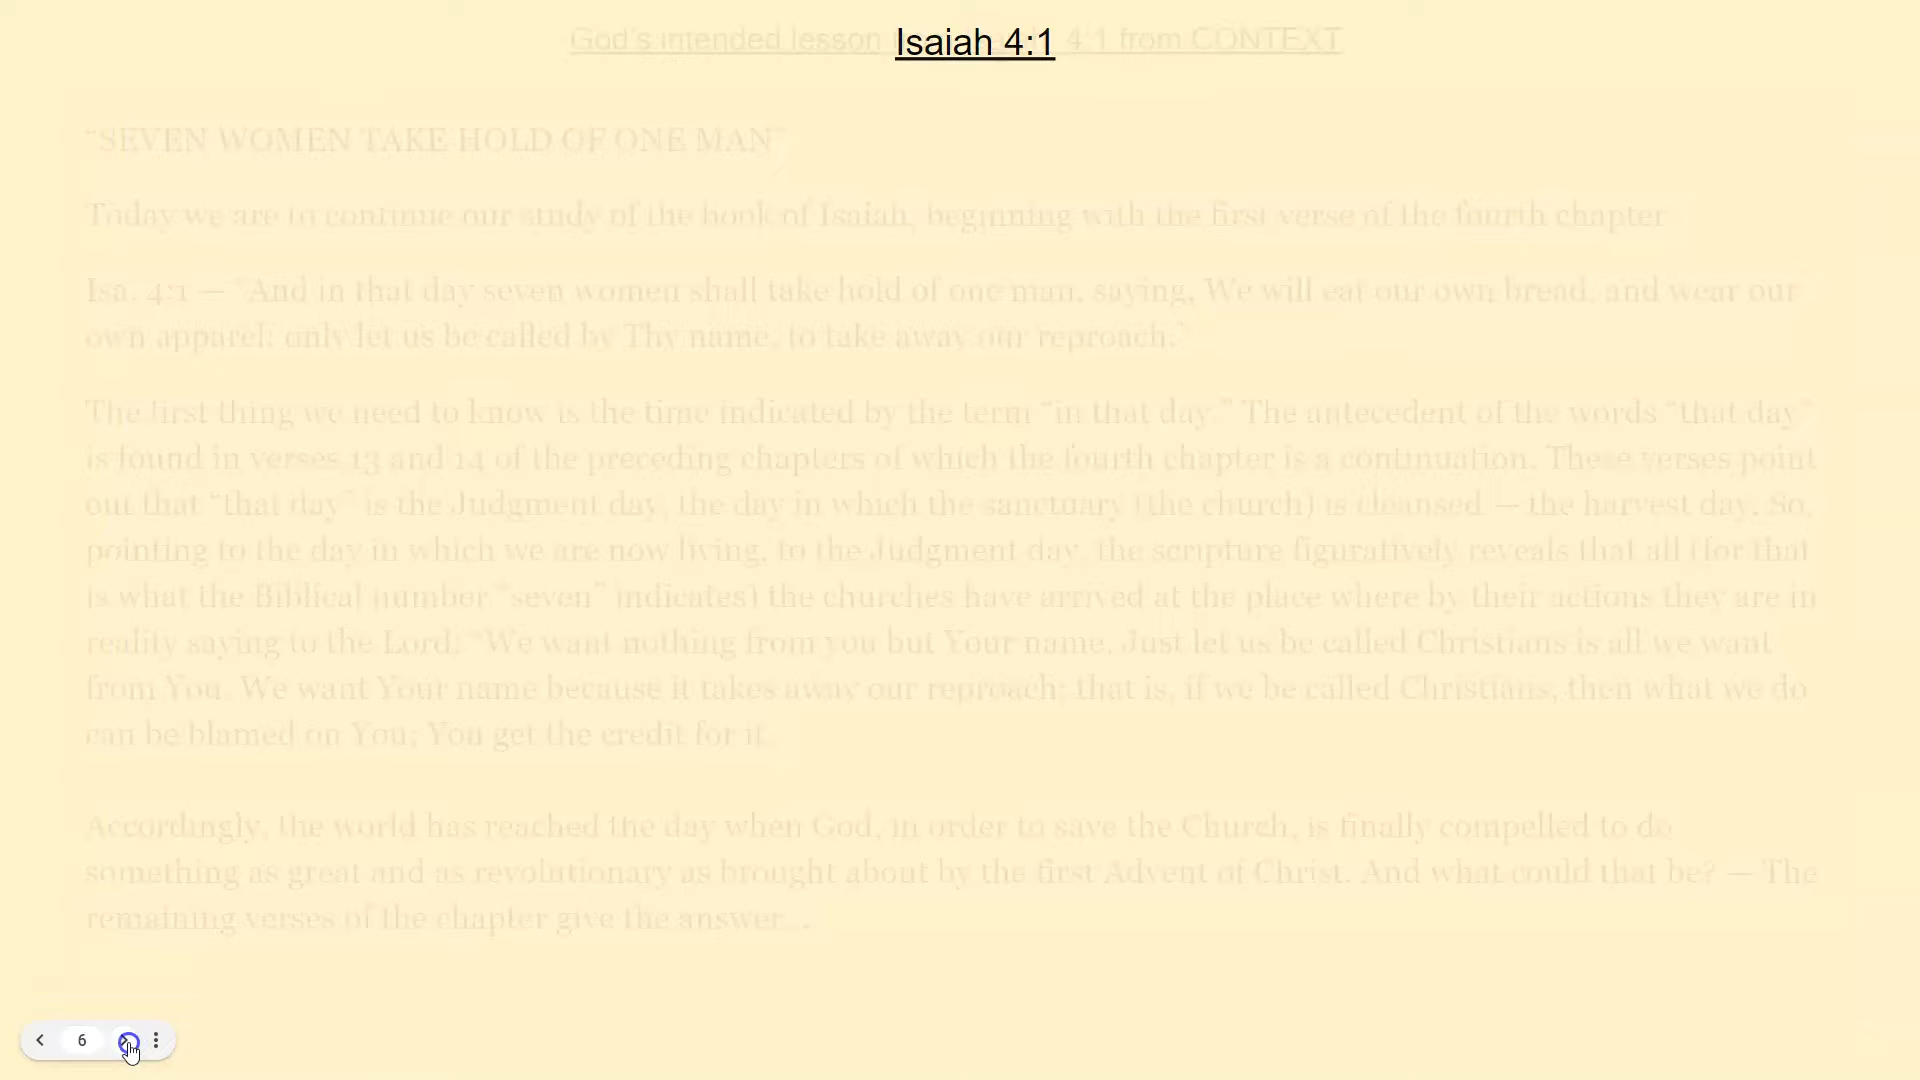 God's intended lesson 4:1 from CONTEXT
Isaiah 4:1
"SEVEN WOMEN TAKE HOLD OF ONE MAN"
Today we are to continue our study of the book of Isaiah, beginning with the first verse of the fourth chapter
Isa. 4:1 — "And in that day seven women shall take hold of one man, saying, We will eat our own bread, and wear our
own apparel: only let us be called by Thy name, to take away our reproach."
The first thing we need to know is the time indicated by the term "in that day." The antecedent of the words "that day"
is found in verses 13 and 14 of the preceding chapters of which the fourth chapter is a continuation. These verses point
out that "that day" is the Judgment day, the day in which the sanctuary (the church) is cleansed — the harvest day. So,
pointing to the day in which we are now living, to the Judgment day, the scripture figuratively reveals that all (for that
is what the Biblical number "seven" indicates) the churches have arrived at the place where by their actions they are in
reality saying to the Lord: "We want nothing from you but Your name. Just let us be called Christians is all we want
from You. We want Your name because it takes away our reproach; that is, if we be called Christians, then what we do
can be blamed on You; You get the credit for it.
Accordingly, the world has reached the day when God, in order to save the Church, is finally compelled to do
something as great and as revolutionary as brought about by the first Advent of Christ. And what could that be? — The
remaining verses of the chapter give the answer...
6